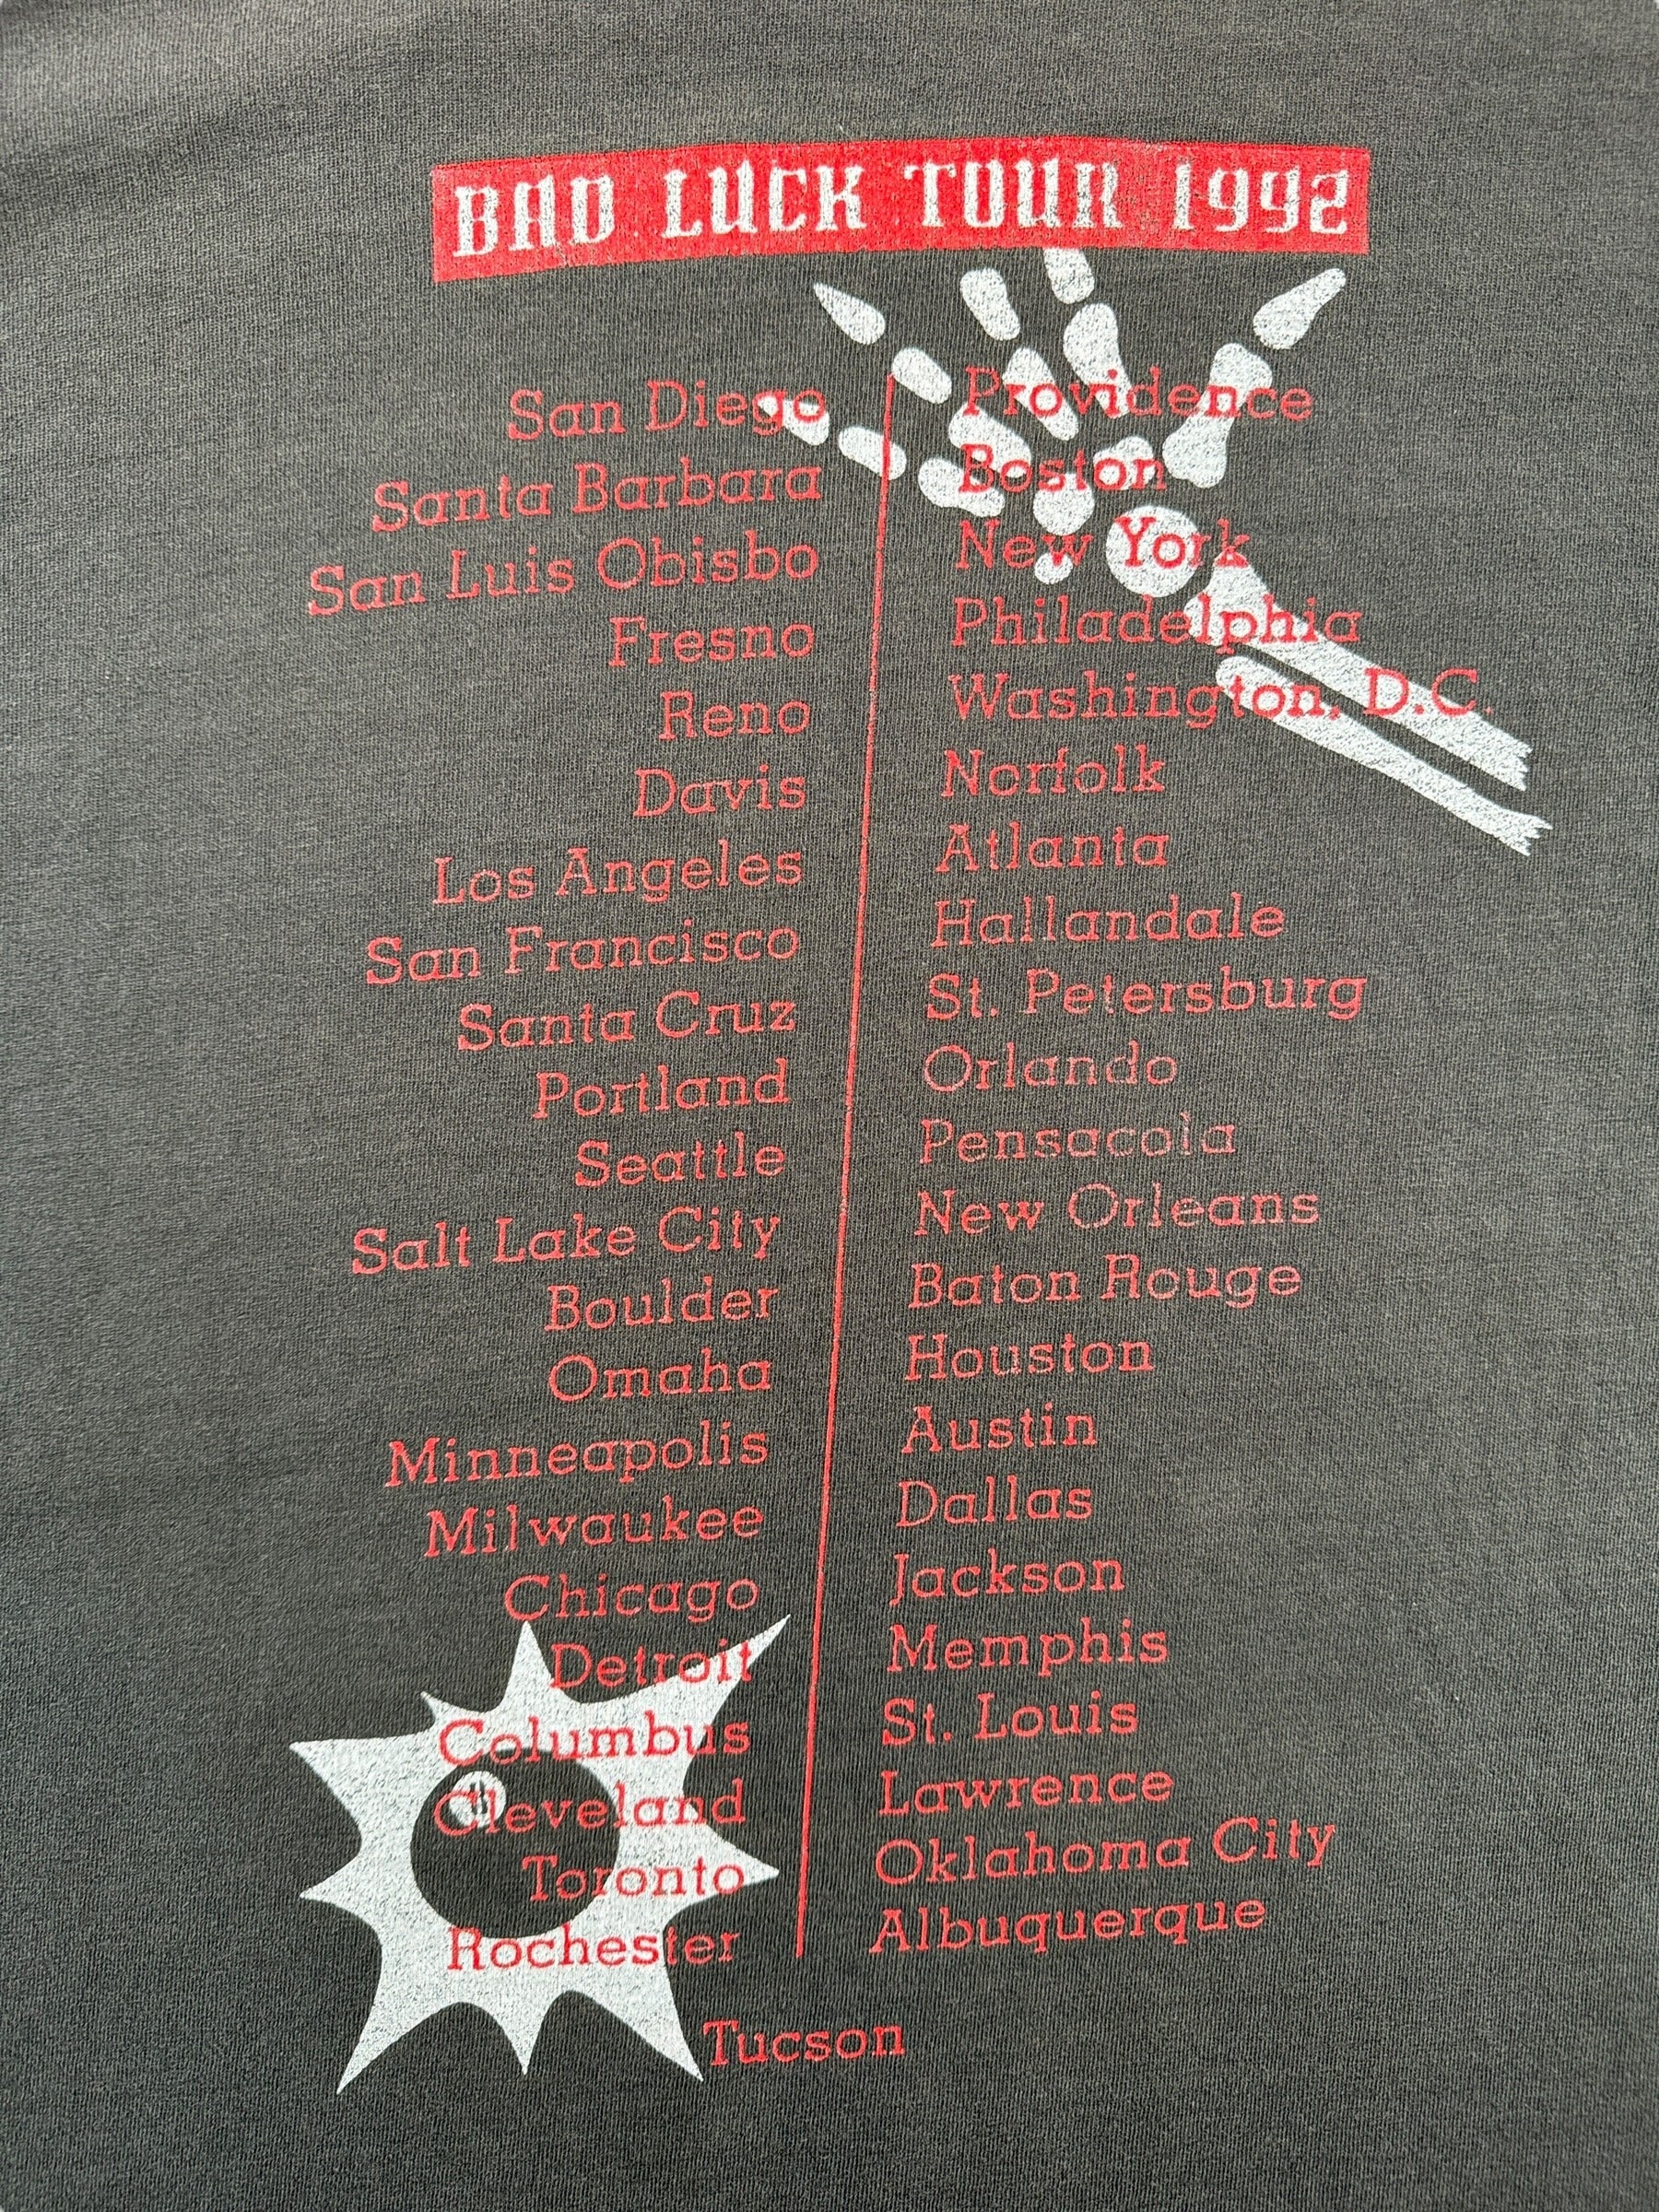 BAD LUCK TOUR 1992
San Diego
Santa Barbara
San Luis Obisbo
Fresno
Reno
Davis
Los Angeles
San Francisco
Santa Cruz
Portland
Seattle
Salt Lake City
Boulder
Omaha
Minneapolis
Milwaukee
Chicago
Detroit
Columbus
Cleveland
Toronto
Rochester
Providence
Boston
New York
Philadelphia
Washington, D.C.
Norfolk
Atlanta
Hallandale
St. Petersburg
Orlando
Pensacola
New Orleans
Baton Rouge
Houston
Austin
Dallas
Jackson
Memphis
St. Louis
Lawrence
Oklahoma City
Albuquerque
Tucson